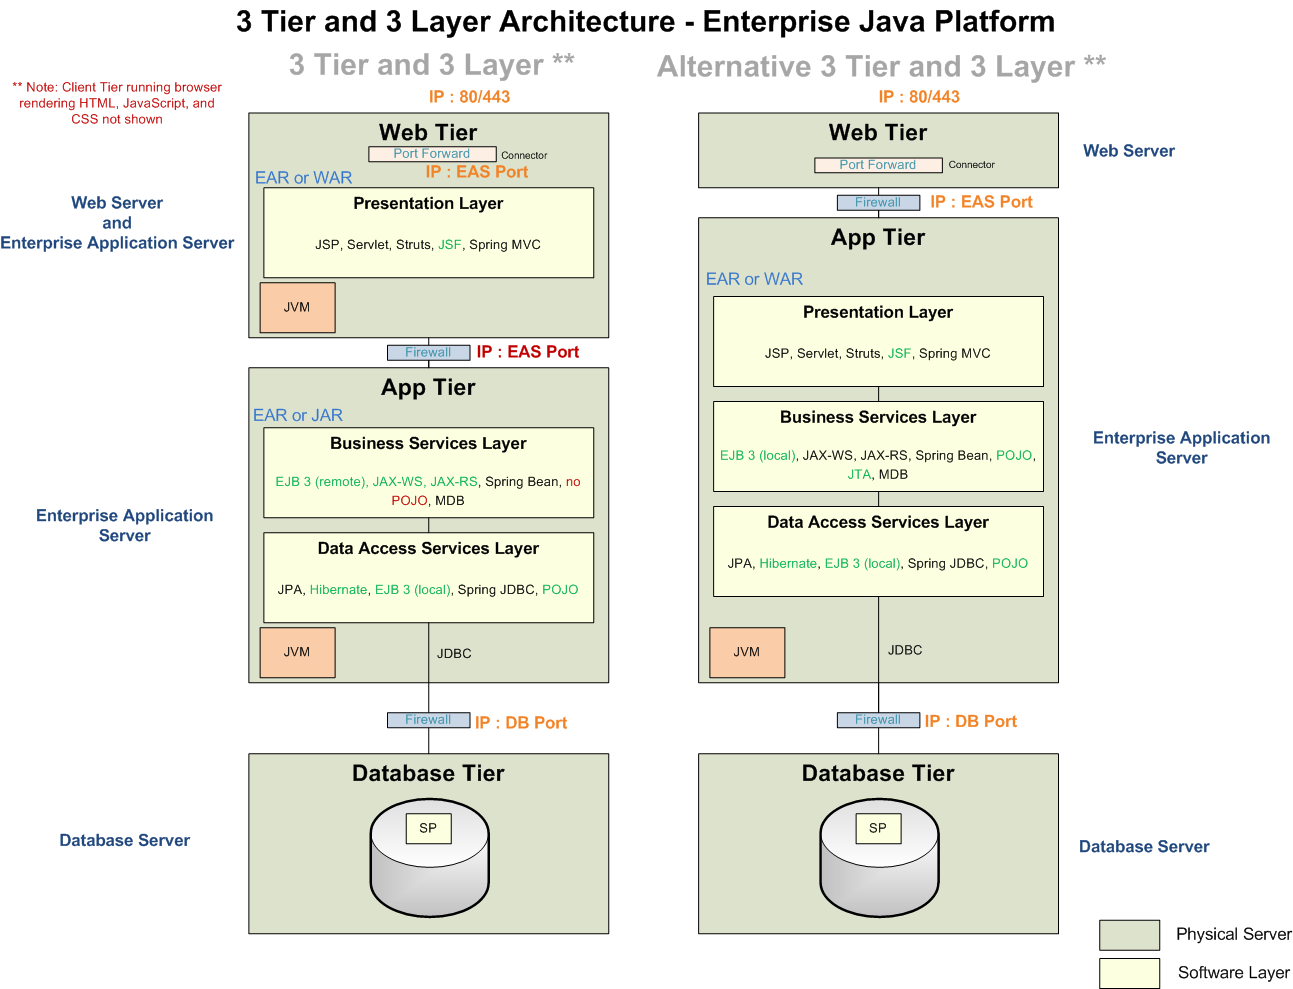 3 Tier and 3 Layer Architecture - Enterprise Java Platform
3 Tier and 3 Layer **
Alternative 3 Tier and 3 Layer **
** Note: Client Tier running browser
rendering HTML, JavaScript, and
CSS not shown
IP : 80/443
Web Tier
Port Forward
Connector
IP : EAS Port
EAR or WAR
Presentation Layer
JSP, Servlet, Struts, JSF, Spring MVC
JVM
Web Server
and
Enterprise Application Server
Firewall
IP : EAS Port
App Tier
EAR or JAR
Business Services Layer
EJB 3 (remote), JAX-WS, JAX-RS, Spring Bean, no
POJO, MDB
Data Access Services Layer
JPA, Hibernate, EJB 3 (local), Spring JDBC, POJO
JVM
JDBC
Enterprise Application
Server
Firewall
IP : DB Port
Database Tier
SP
Database Server
IP : 80/443
Web Tier
Port Forward
Connector
Web Server
Firewall
IP : EAS Port
App Tier
EAR or WAR
Presentation Layer
JSP, Servlet, Struts, JSF, Spring MVC
Business Services Layer
EJB 3 (local), JAX-WS, JAX-RS, Spring Bean, POJO,
JTA, MDB
Data Access Services Layer
JPA, Hibernate, EJB 3 (local), Spring JDBC, POJO
JVM
JDBC
Enterprise Application
Server
Firewall
IP : DB Port
Database Tier
SP
Database Server
Physical Server
Software Layer